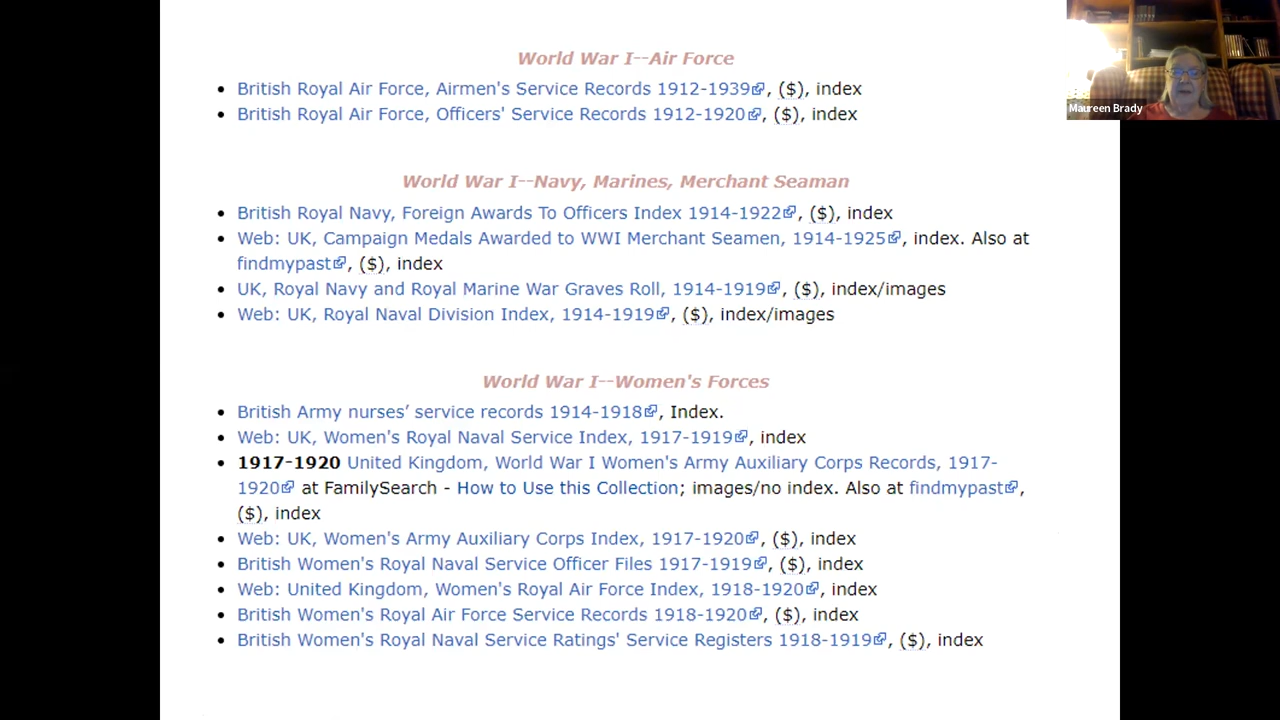 World War I--Air Force
British Royal Air Force, Airmen's Service Records 1912-1939, ($), index
British Royal Air Force, Officers' Service Records 1912-1920, ($), index
Maureen Brady
World War I--Navy, Marines, Merchant Seaman
British Royal Navy, Foreign Awards To Officers Index 1914-1922, ($), index
Web: UK, Campaign Medals Awarded to WWI Merchant Seamen, 1914-1925, index. Also at
findmypast, ($), index
UK, Royal Navy and Royal Marine War Graves Roll, 1914-1919, ($), index/images
Web: UK, Royal Naval Division Index, 1914-1919, ($), index/images
World War I--Women's Forces
British Army nurses’ service records 1914-1918, Index.
Web: UK, Women's Royal Naval Service Index, 1917-1919, index
1917-1920 United Kingdom, World War I Women's Army Auxiliary Corps Records, 1917-
1920 at FamilySearch - How to Use this Collection; images/no index. Also at findmypast,
($), index
Web: UK, Women's Army Auxiliary Corps Index, 1917-1920, ($), index
British Women's Royal Naval Service Officer Files 1917-1919, ($), index
Web: United Kingdom, Women's Royal Air Force Index, 1918-1920, index
British Women's Royal Air Force Service Records 1918-1920, ($), index
British Women's Royal Naval Service Ratings' Service Registers 1918-1919, ($), index